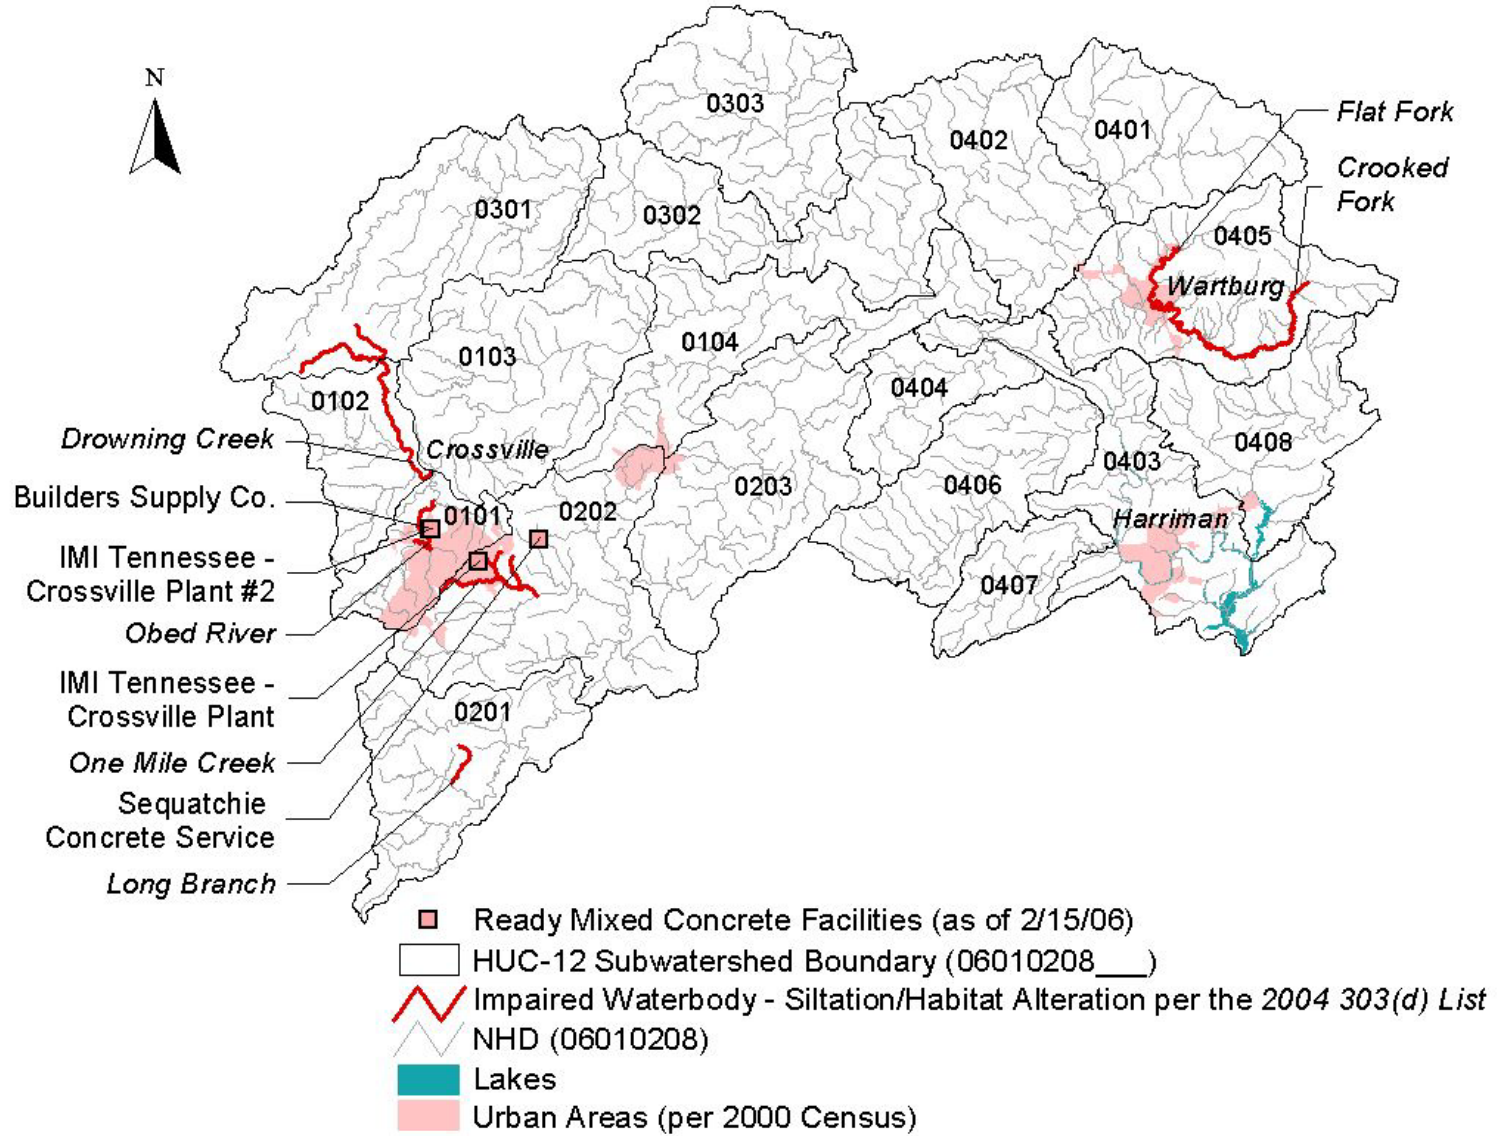 N
0303
0402
0401
Flat Fork
Crooked
Fork
0301
0302
0405
Wartburg
0103
0104
0404
0102
Drowning Creek
Crossville
0408
0403
Builders Supply Co.
0101
0202
0203
0406
Harriman
IMI Tennessee -
Crossville Plant #2
0407
Obed River
IMI Tennessee -
Crossville Plant
0201
One Mile Creek
Sequatchie
Concrete Service
Long Branch
Ready Mixed Concrete Facilities (as of 2/15/06)
HUC-12 Subwatershed Boundary (06010208___)
Impaired Waterbody - Siltation/Habitat Alteration per the 2004 303(d) List
NHD (06010208)
Lakes
Urban Areas (per 2000 Census)